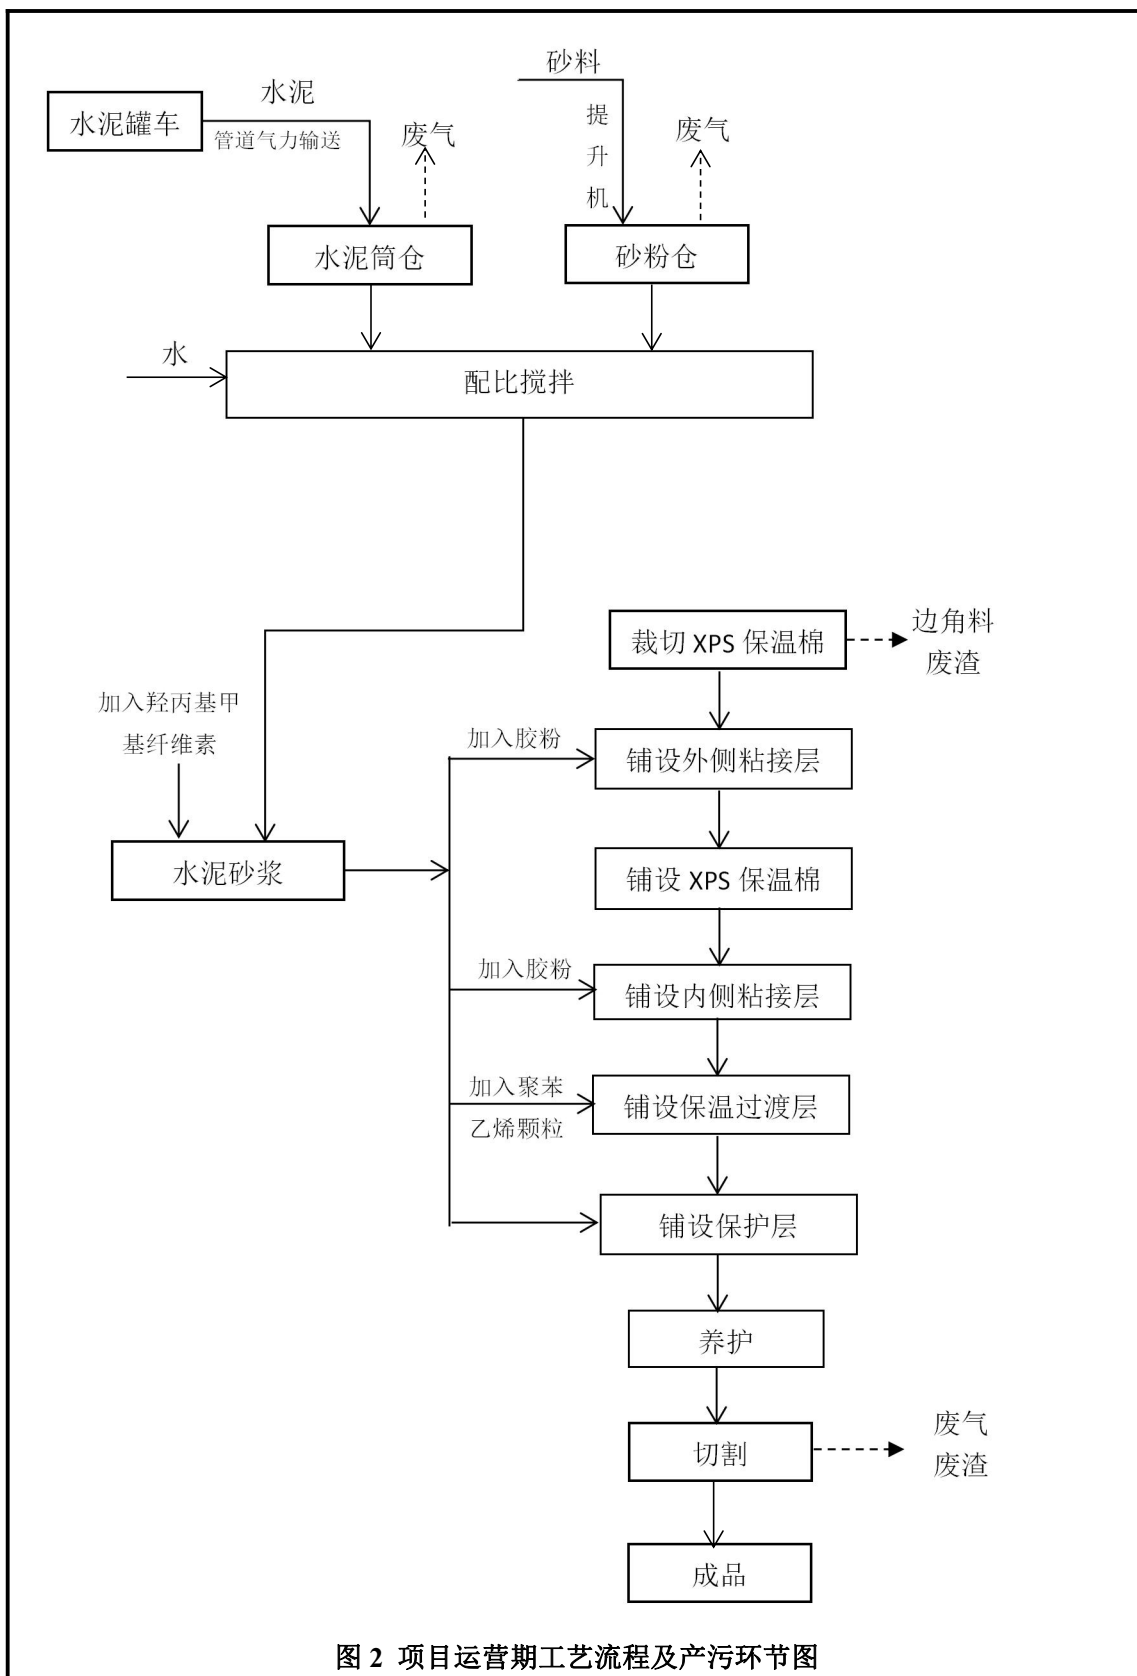 砂料
水泥
水泥罐车
管道气力输送
废气
提升机
废气
水泥筒仓
砂粉仓
水
配比搅拌
裁切 XPS 保温棉
边角料
废渣
加入羟丙基甲
基纤维素
加入胶粉
铺设外侧粘接层
水泥砂浆
铺设 XPS 保温棉
加入胶粉
铺设内侧粘接层
加入聚苯
乙烯颗粒
铺设保温过渡层
铺设保护层
养护
切割
废气
废渣
成品
图 2 项目运营期工艺流程及产污环节图